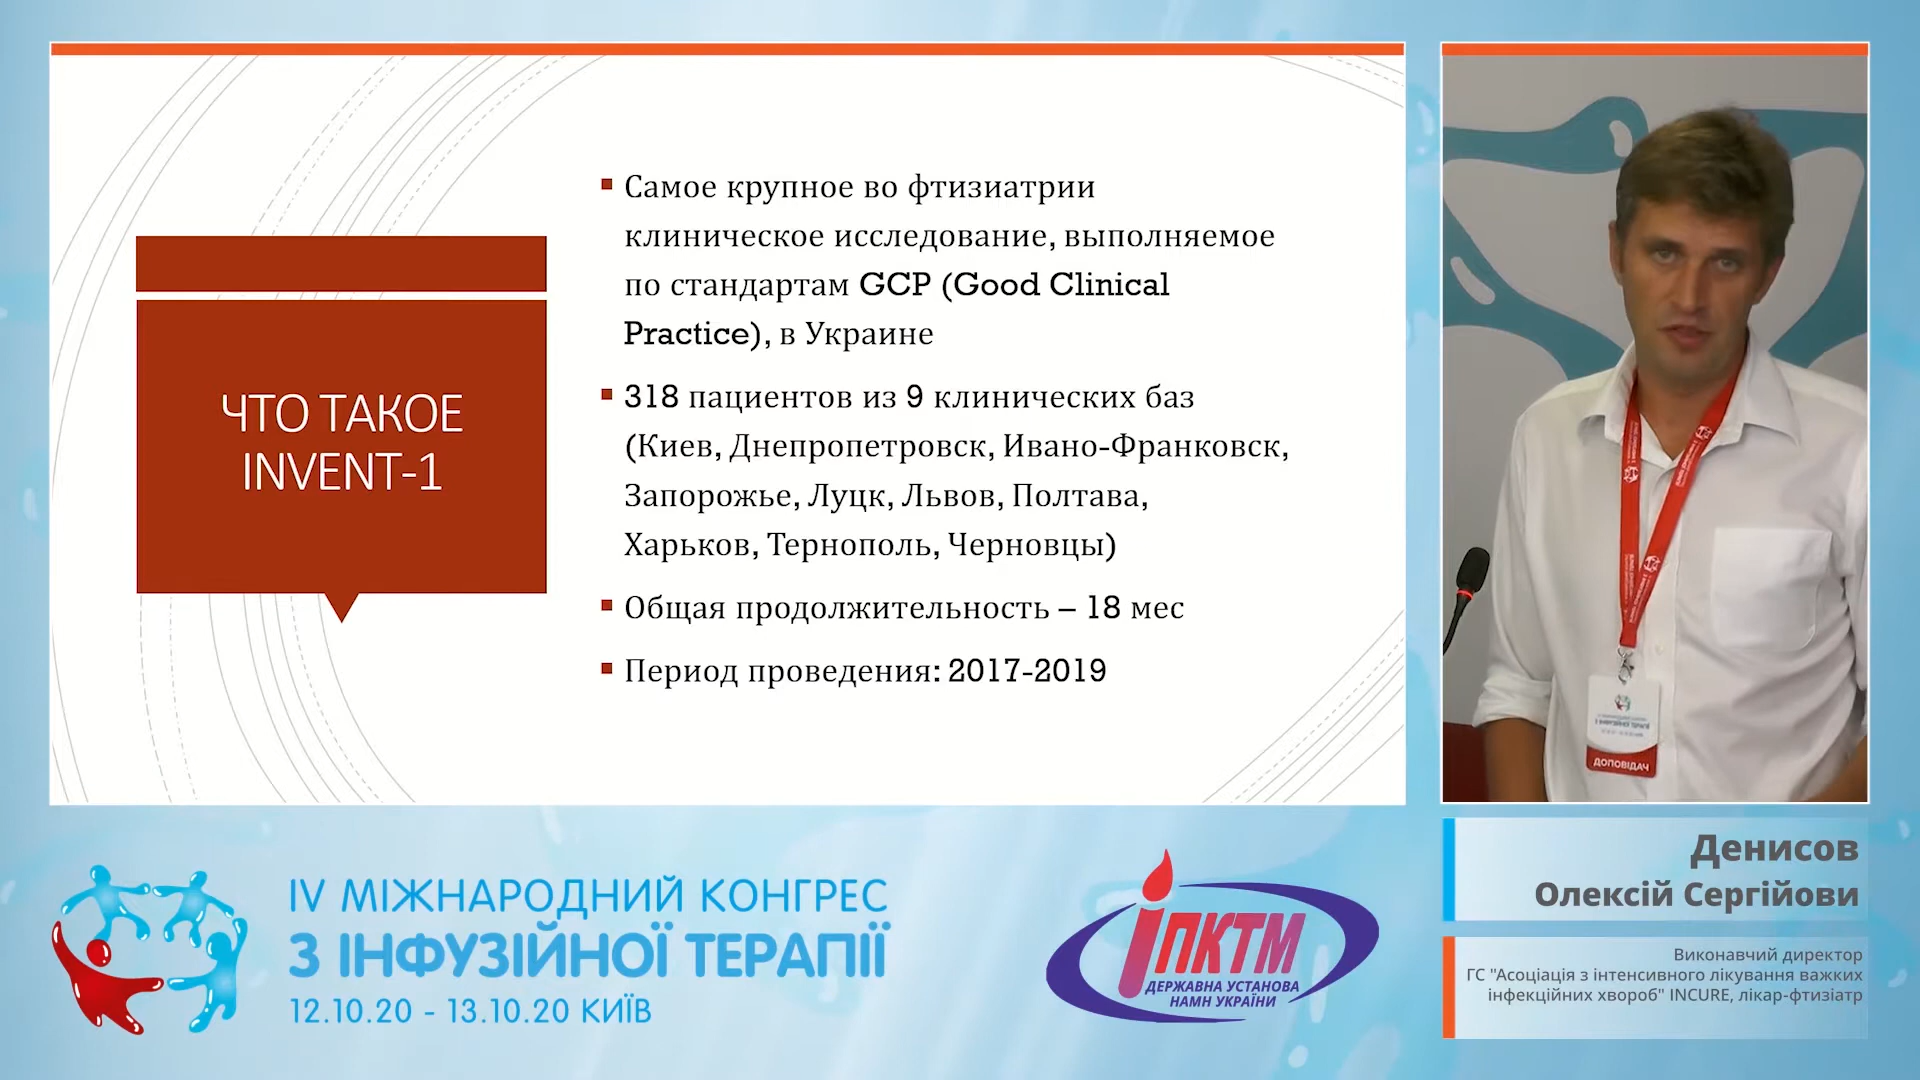 ЧТО ТАКОЕ
INVENT-1
Самое крупное во фтизиатрии
клиническое исследование, выполняемое
по стандартам GCP (Good Clinical
Practice), в Украине
318 пациентов из 9 клинических баз
(Киев, Днепропетровск, Ивано-Франковск,
Запорожье, Луцк, Львов, Полтава,
Харьков, Тернополь, Черновцы)
Общая продолжительность – 18 мес
Период проведения: 2017-2019
ДОПОВІДАЧ
Денисов
Олексій Сергійови
Виконавчий директор
ГС "Асоціація з інтенсивного лікування важких
інфекційних хвороб" INCURE, лікар-фтизіатр
IV МІЖНАРОДНИЙ КОНГРЕС
З ІНФУЗІЙНОЇ ТЕРАПІЇ
12.10.20 - 13.10.20 КИЇВ
ІПКТМ
ДЕРЖАВНА УСТАНОВА
НАМН УКРАЇНИ